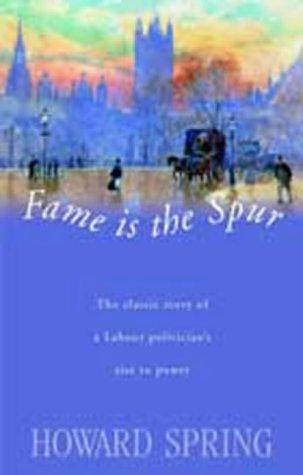 Fame is the Spur
The classic story of
a Labour politician's
rise to power
HOWARD SPRING